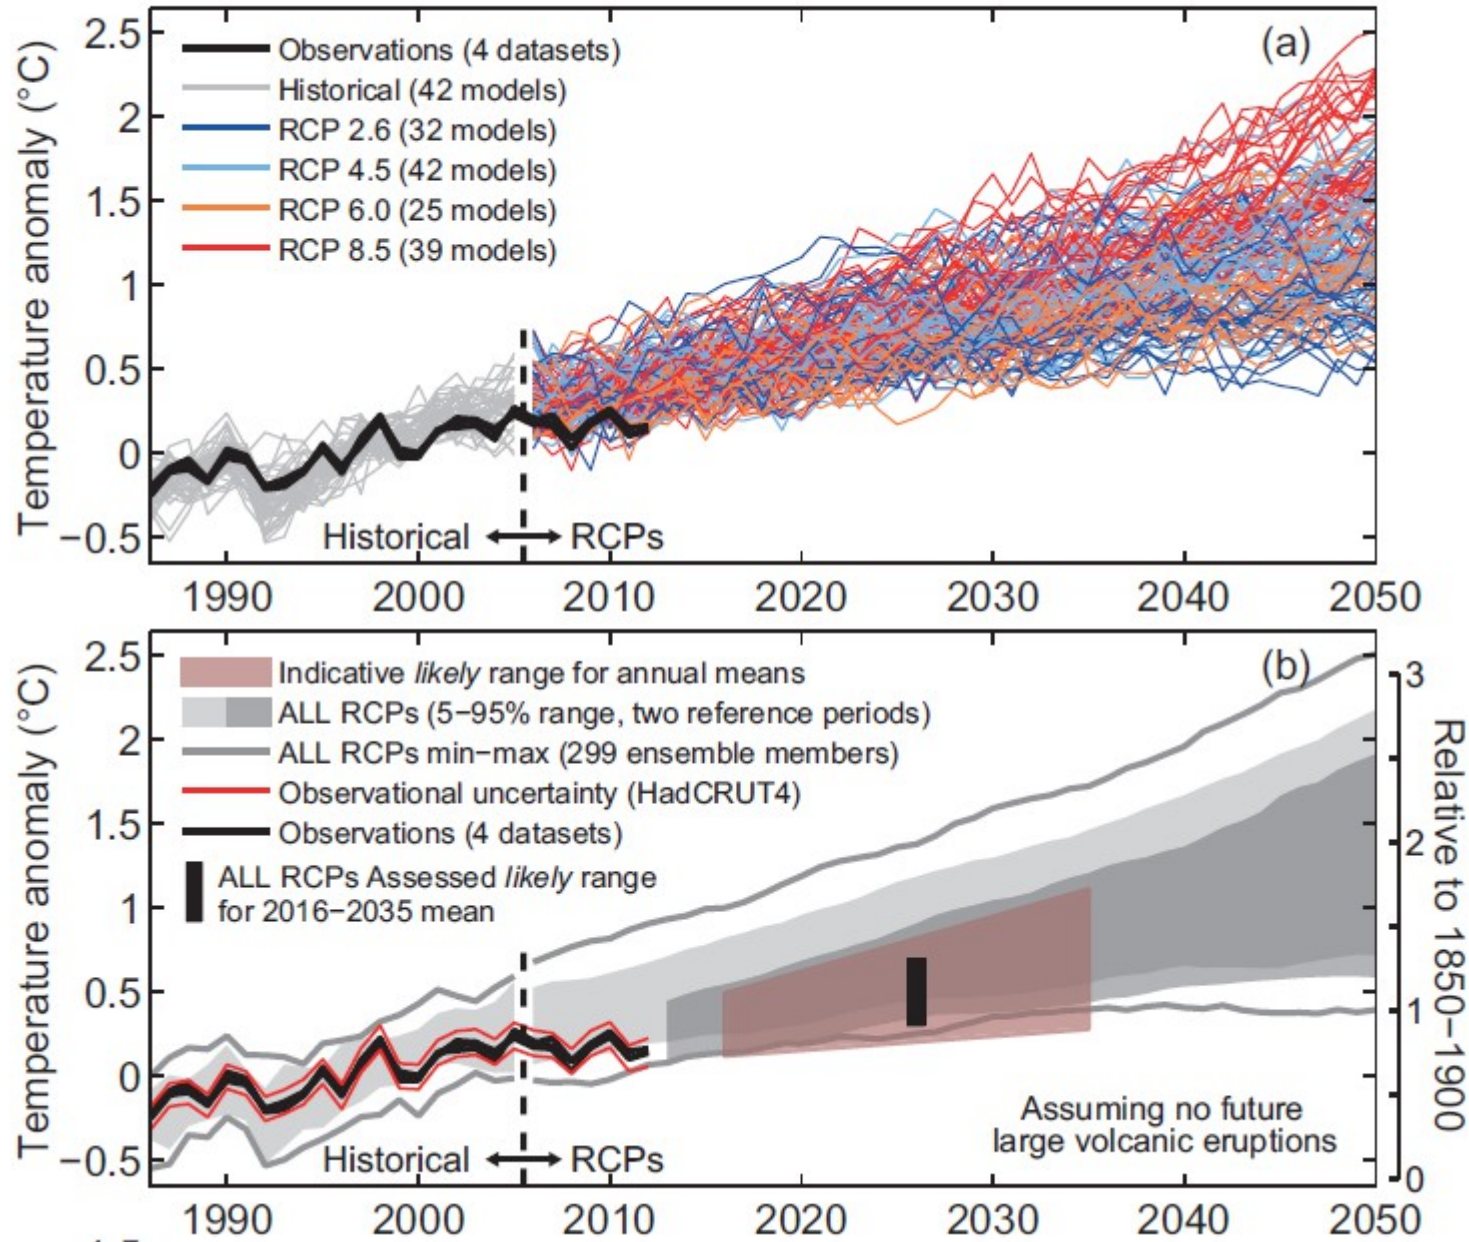 (a)
Temperature anomaly (°C)
2.5
2
1.5
1
0.5
0
−0.5
Observations (4 datasets)
Historical (42 models)
RCP 2.6 (32 models)
RCP 4.5 (42 models)
RCP 6.0 (25 models)
RCP 8.5 (39 models)
Historical
RCPs
1990 2000 2010 2020 2030 2040 2050
(b)
Temperature anomaly (°C)
2.5
2
1.5
1
0.5
0
−0.5
Indicative likely range for annual means
ALL RCPs (5−95% range, two reference periods)
ALL RCPs min−max (299 ensemble members)
Observational uncertainty (HadCRUT4)
Observations (4 datasets)
ALL RCPs Assessed likely range
for 2016−2035 mean
Assuming no future
large volcanic eruptions
Historical
RCPs
3
2
1
0
Relative to 1850−1900
1990 2000 2010 2020 2030 2040 2050